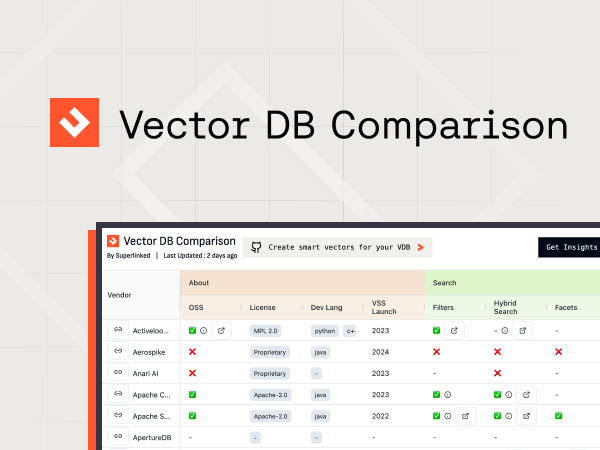 Vector DB Comparison
Vector DB Comparison
By Superlinked | Last Updated : 2 days ago
Create smart vectors for your VDB
Get Insights
Vendor
About
Search
OSS
License
Dev Lang
VSS
Launch
Filters
Hybrid
Search
Facets
Activeloo...
MPL 2.0
python
c+
2023
-
-
Aerospike
Proprietary
java
2024
Anari AI
Proprietary
-
2023
-
-
Apache C...
Apache-2.0
java
2023
-
Apache S...
Apache-2.0
java
2022
ApertureDB
-
-
-
-
-
-
-